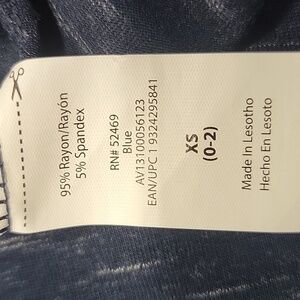 95% Rayon/Rayón
5% Spandex
RN# 52469
Blue
AV13100056123
EAN/UPC 1 9324295841
XS
(0-2)
Made In Lesotho
Hecho En Lesoto